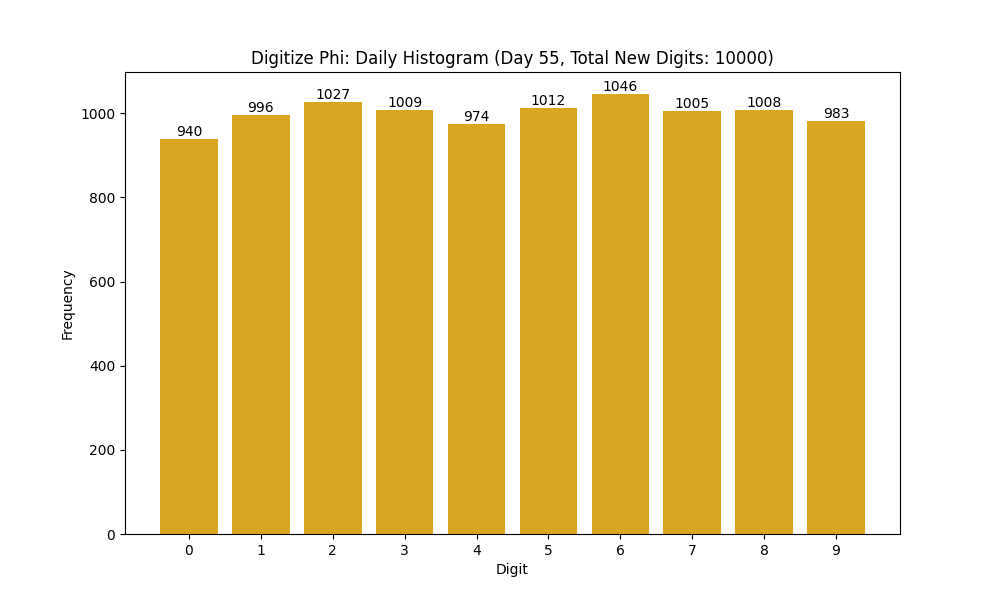 Digitize Phi: Daily Histogram (Day 55, Total New Digits: 10000)
940 996 1027 1009 974 1012 1046 1005 1008 983
1000
800
600
400
200
0
Frequency
0 1 2 3 4 5 6 7 8 9
Digit